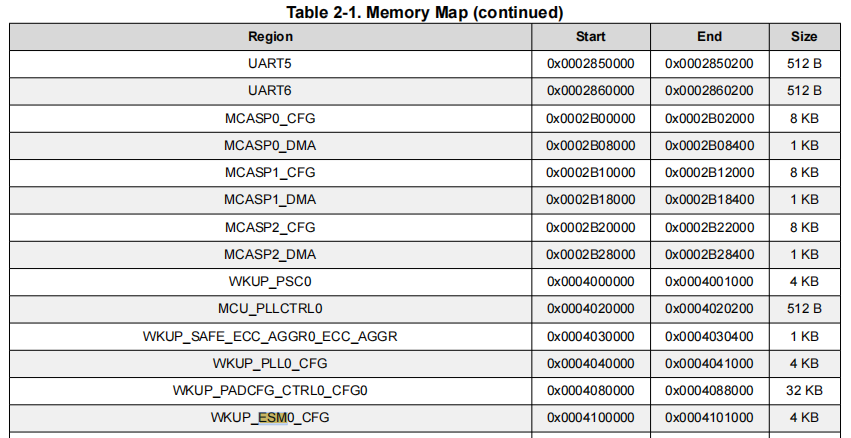 Table 2-1. Memory Map (continued)
Region Start End Size
UART5 0x0002850000 0x0002850200 512 B
UART6 0x0002860000 0x0002860200 512 B
MCASP0_CFG 0x0002B00000 0x0002B02000 8 KB
MCASP0_DMA 0x0002B08000 0x0002B08400 1 KB
MCASP1_CFG 0x0002B10000 0x0002B12000 8 KB
MCASP1_DMA 0x0002B18000 0x0002B18400 1 KB
MCASP2_CFG 0x0002B20000 0x0002B22000 8 KB
MCASP2_DMA 0x0002B28000 0x0002B28400 1 KB
WKUP_PSC0 0x0004000000 0x0004001000 4 KB
MCU_PLLCTRL0 0x0004020000 0x0004020200 512 B
WKUP_SAFE_ECC_AGGR0_ECC_AGGR 0x0004030000 0x0004030400 1 KB
WKUP_PLL0_CFG 0x0004040000 0x0004041000 4 KB
WKUP_PADCFG_CTRL0_CFG0 0x0004080000 0x0004088000 32 KB
WKUP_ESM0_CFG 0x0004100000 0x0004101000 4 KB